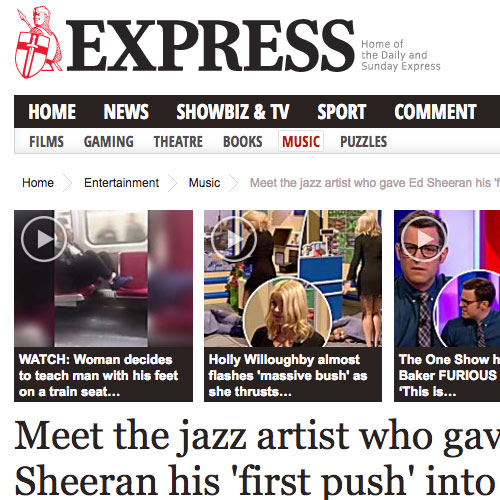 EXPRESS
Home of
the Daily and
Sunday Express
HOME NEWS SHOWBIZ & TV SPORT COMMENT
FILMS GAMING THEATRE BOOKS MUSIC PUZZLES
Home Entertainment Music Meet the jazz artist who gave Ed Sheeran his 'f
WATCH: Woman decides
to teach man with his feet
on a train seat...
Holly Willoughby almost
flashes 'massive bush' as
she thrusts...
The One Show h
Baker FURIOUS
'This is...
Meet the jazz artist who gav
Sheeran his 'first push' into